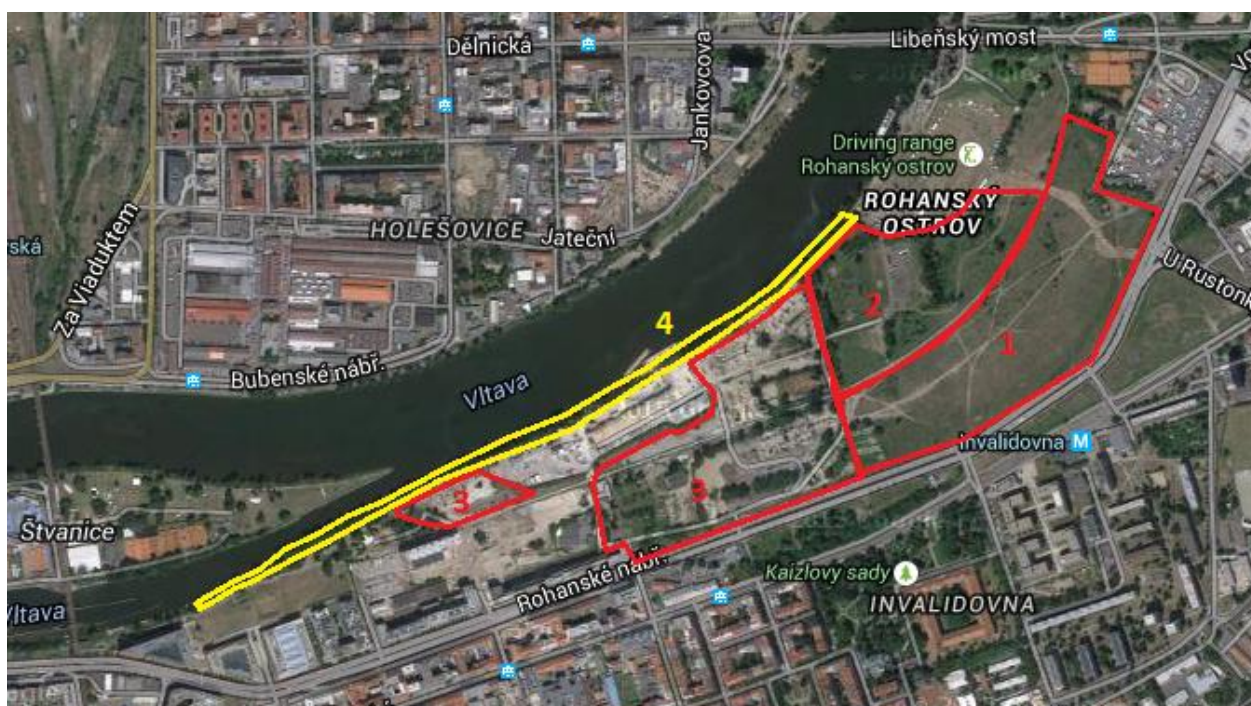 Dělnická
Libeňský most
Jankovcova
Driving range
Rohanský ostrov
ROHANSKÝ
OSTROV
HOLEŠOVICE
Jateční
Za Viaduktem
rská
U Rustonk
2
4
1
Bubenské nábř.
Vltava
Invalidovna
M
3
3
Štvanice
Rohanské nábř.
Kaizlovy sady
INVALIDOVNA
Vltava